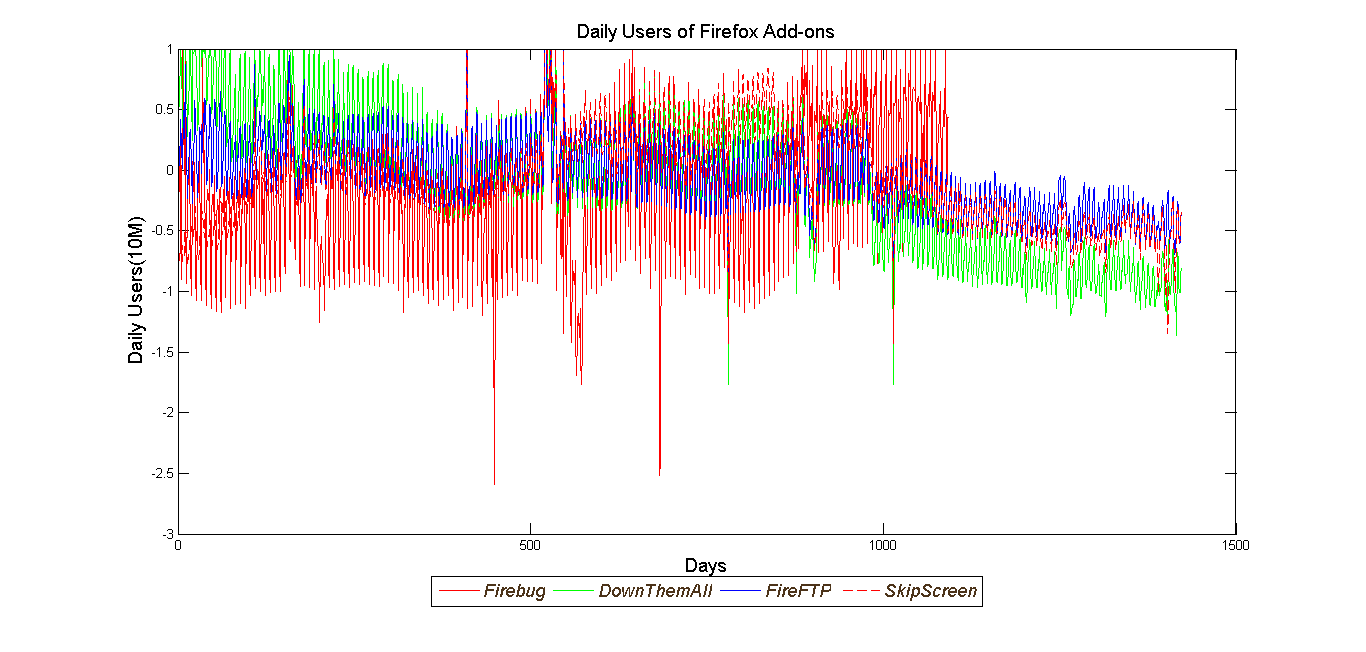 Daily Users of Firefox Add-ons
Daily Users(10M)
1
0.5
0
-0.5
-1
-1.5
-2
-2.5
-3
0 500 1000 1500
Days
Firebug DownThemAll FireFTP SkipScreen